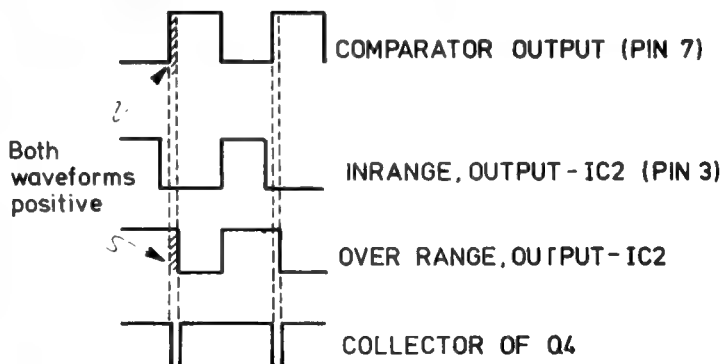 COMPARATOR OUTPUT (PIN 7)
Both
waveforms
positive
INRANGE, OUTPUT-IC2 (PIN 3)
OVER RANGE, OUTPUT-IC2
COLLECTOR OF Q4